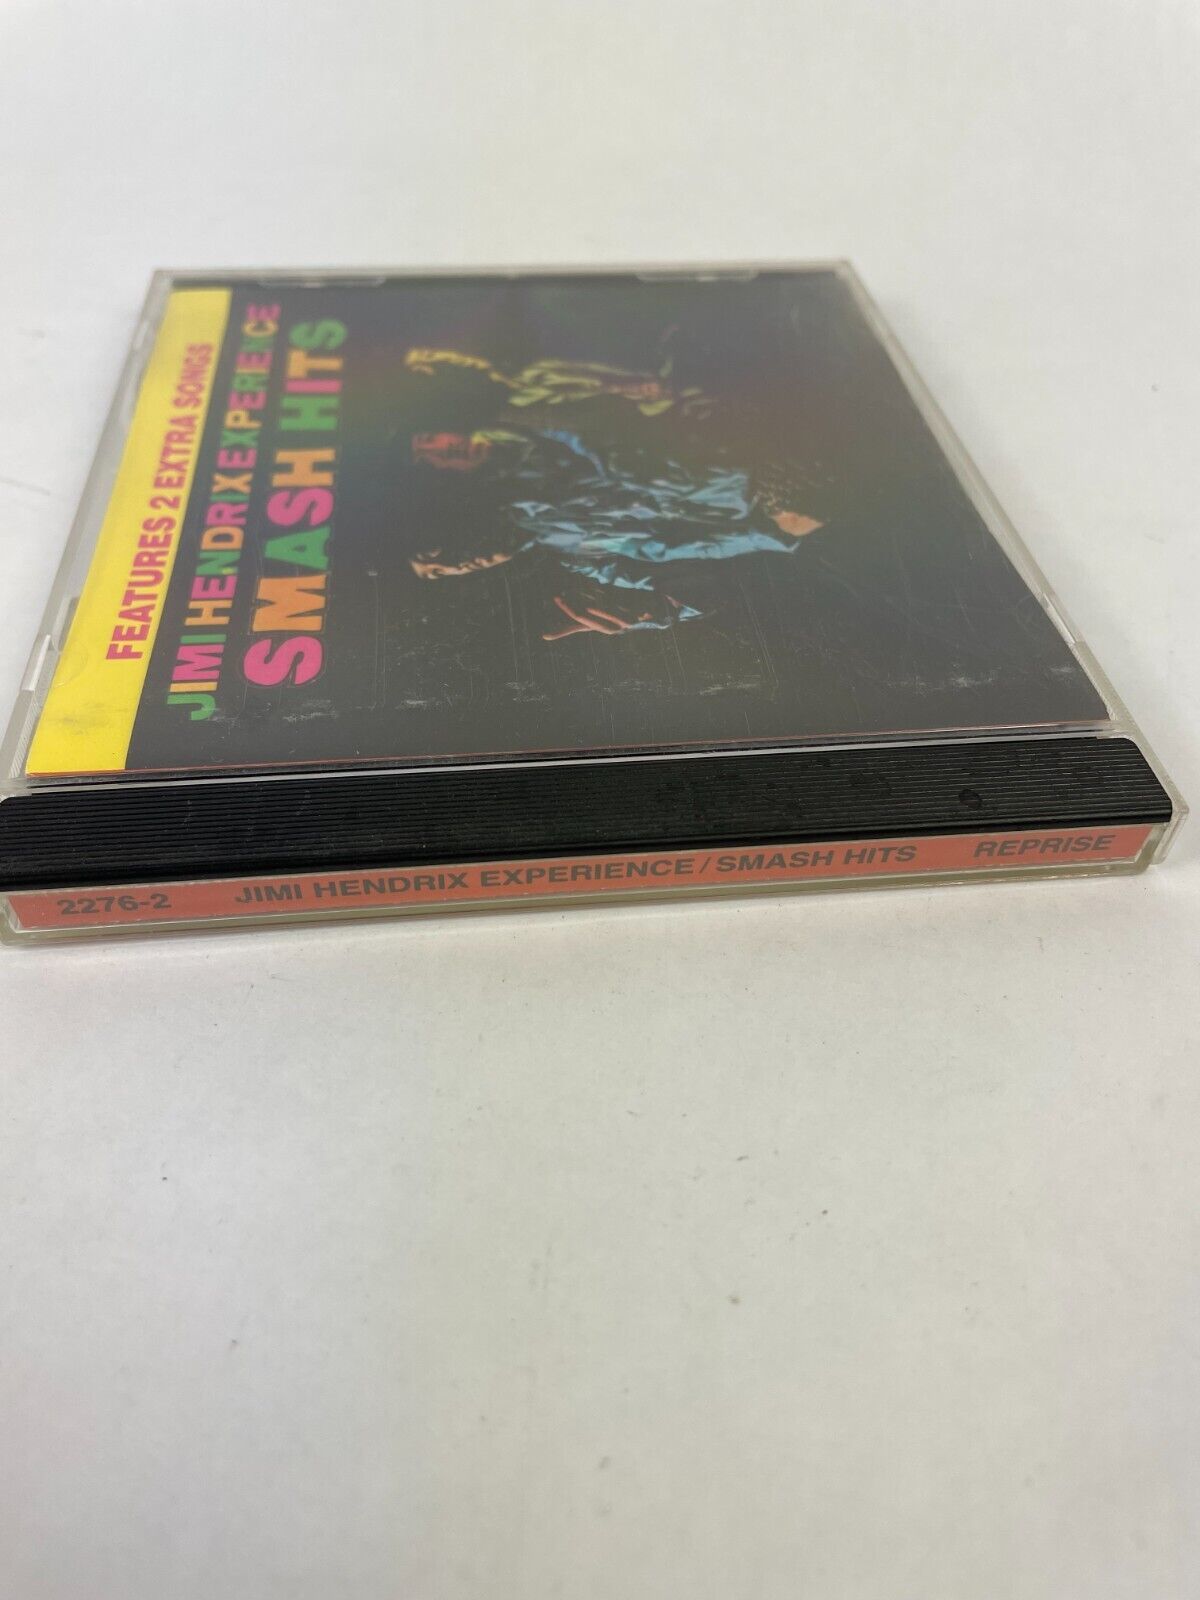 FEATURES 2 EXTRA SONGS
JIMI HENDRIX EXPERIENCE
SMASH HITS
2276-2 JIMI HENDRIX EXPERIENCE/SMASH HITS REPRISE